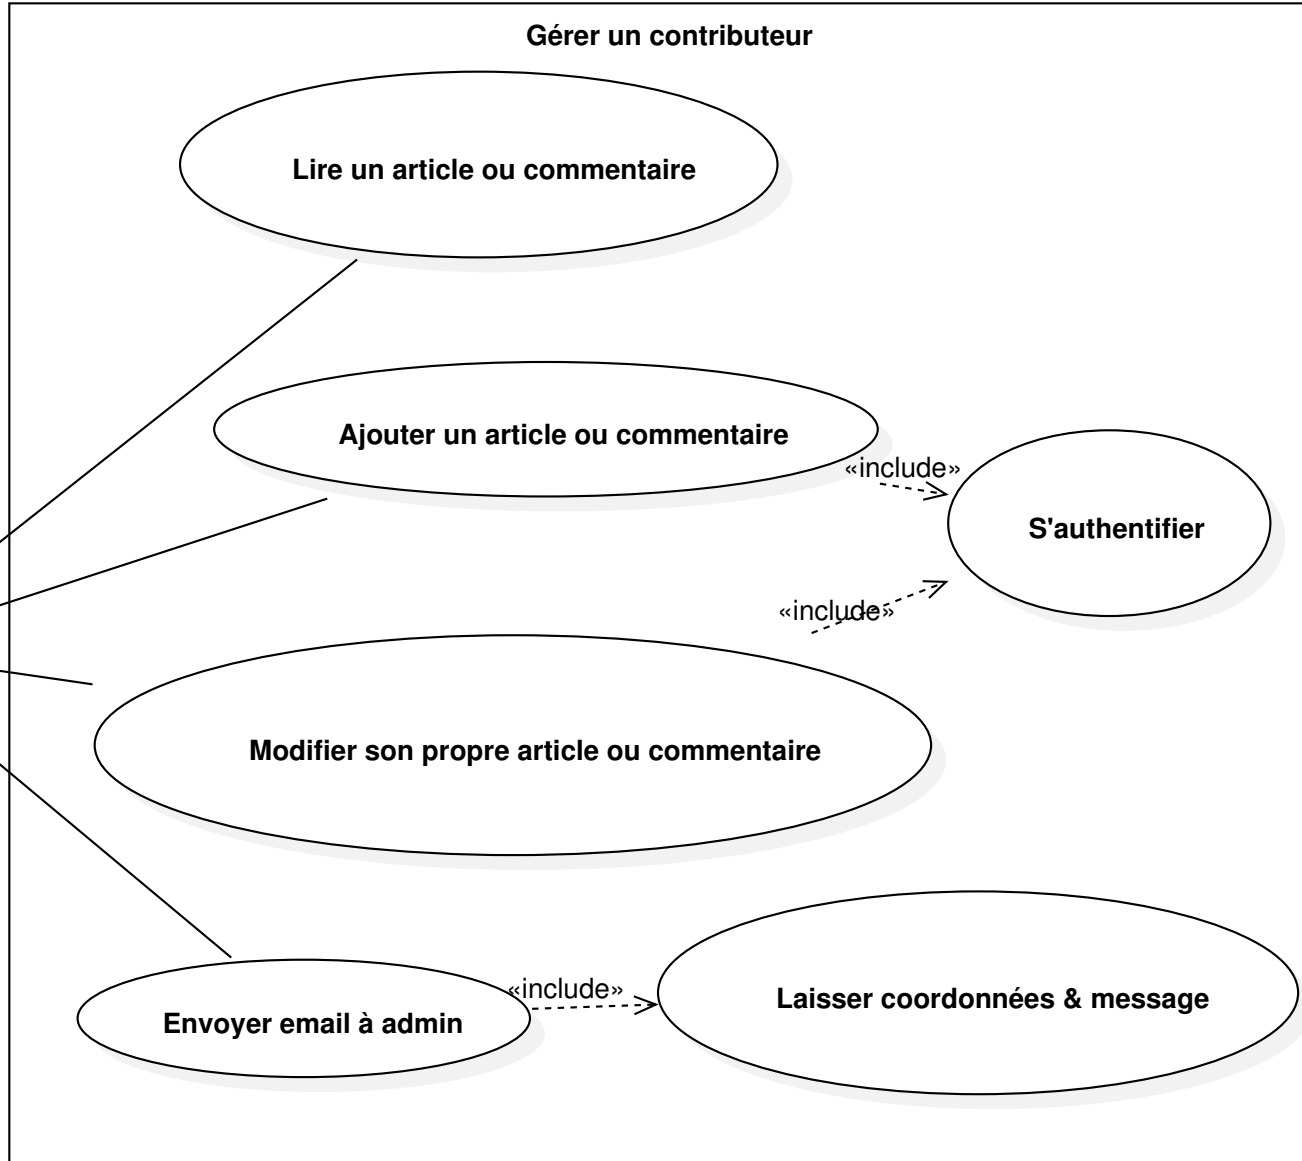 Gérer un contributeur
Lire un article ou commentaire
Ajouter un article ou commentaire
«include»
S'authentifier
«include»
Modifier son propre article ou commentaire
«include»
Laisser coordonnées & message
Envoyer email à admin